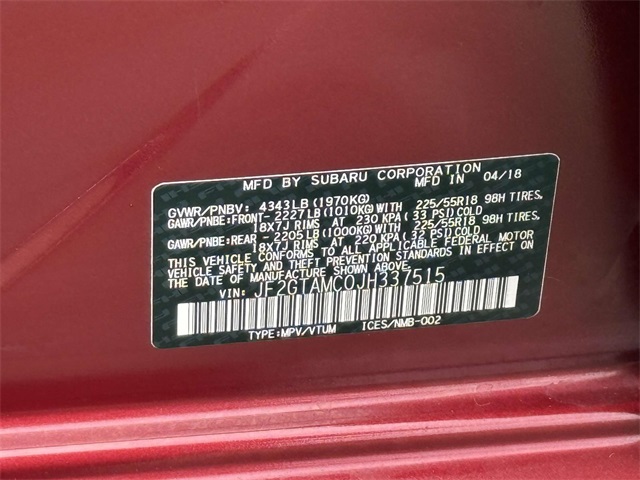 MFD BY SUBARU CORPORATION IN 04/18
GVWR/PNBV: 4343LB (1970KG)
GAWR/PNBE:FRONT- 2227LB(1010KG)WITH 225/55R18 98H TIRES.
18X7J RIMS AT 230 KPA( 33 PSI) COLD
GAWR/PNBE:REAR - 2205LB(1000KG)WITH 225/55R18 98H TIRES.
18X7J RIMS AT 220 KPA( 32 PSI) COLD
THIS VEHICLE CONFORMS TO ALL APPLICABLE FEDERAL MOTOR
VEHICLE SAFETY AND THEFT PREVENTION STANDARDS IN EFFECT ON
THE DATE OF MANUFACTURE SHOWN ABOVE.
VIN: JF2GTAMC0JH337515
TYPE:MPV/VTUM ICES/NMB-002